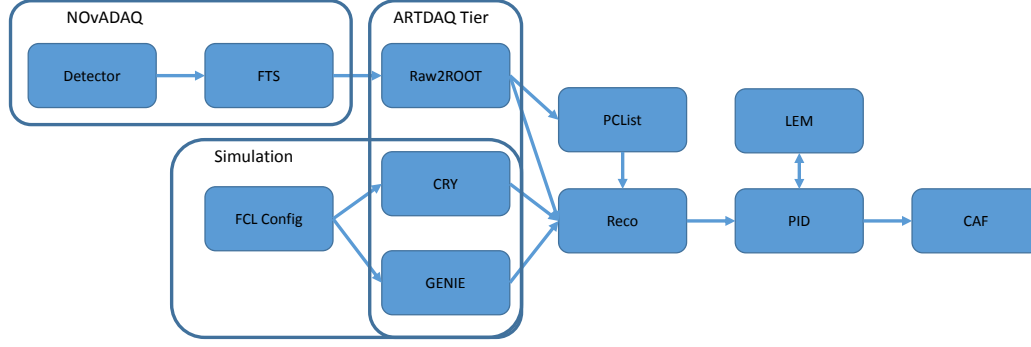 NOvADAQ
ARTDAQ Tier
Detector
FTS
Raw2ROOT
PCList
LEM
Simulation
CRY
FCL Config
Reco
PID
CAF
GENIE